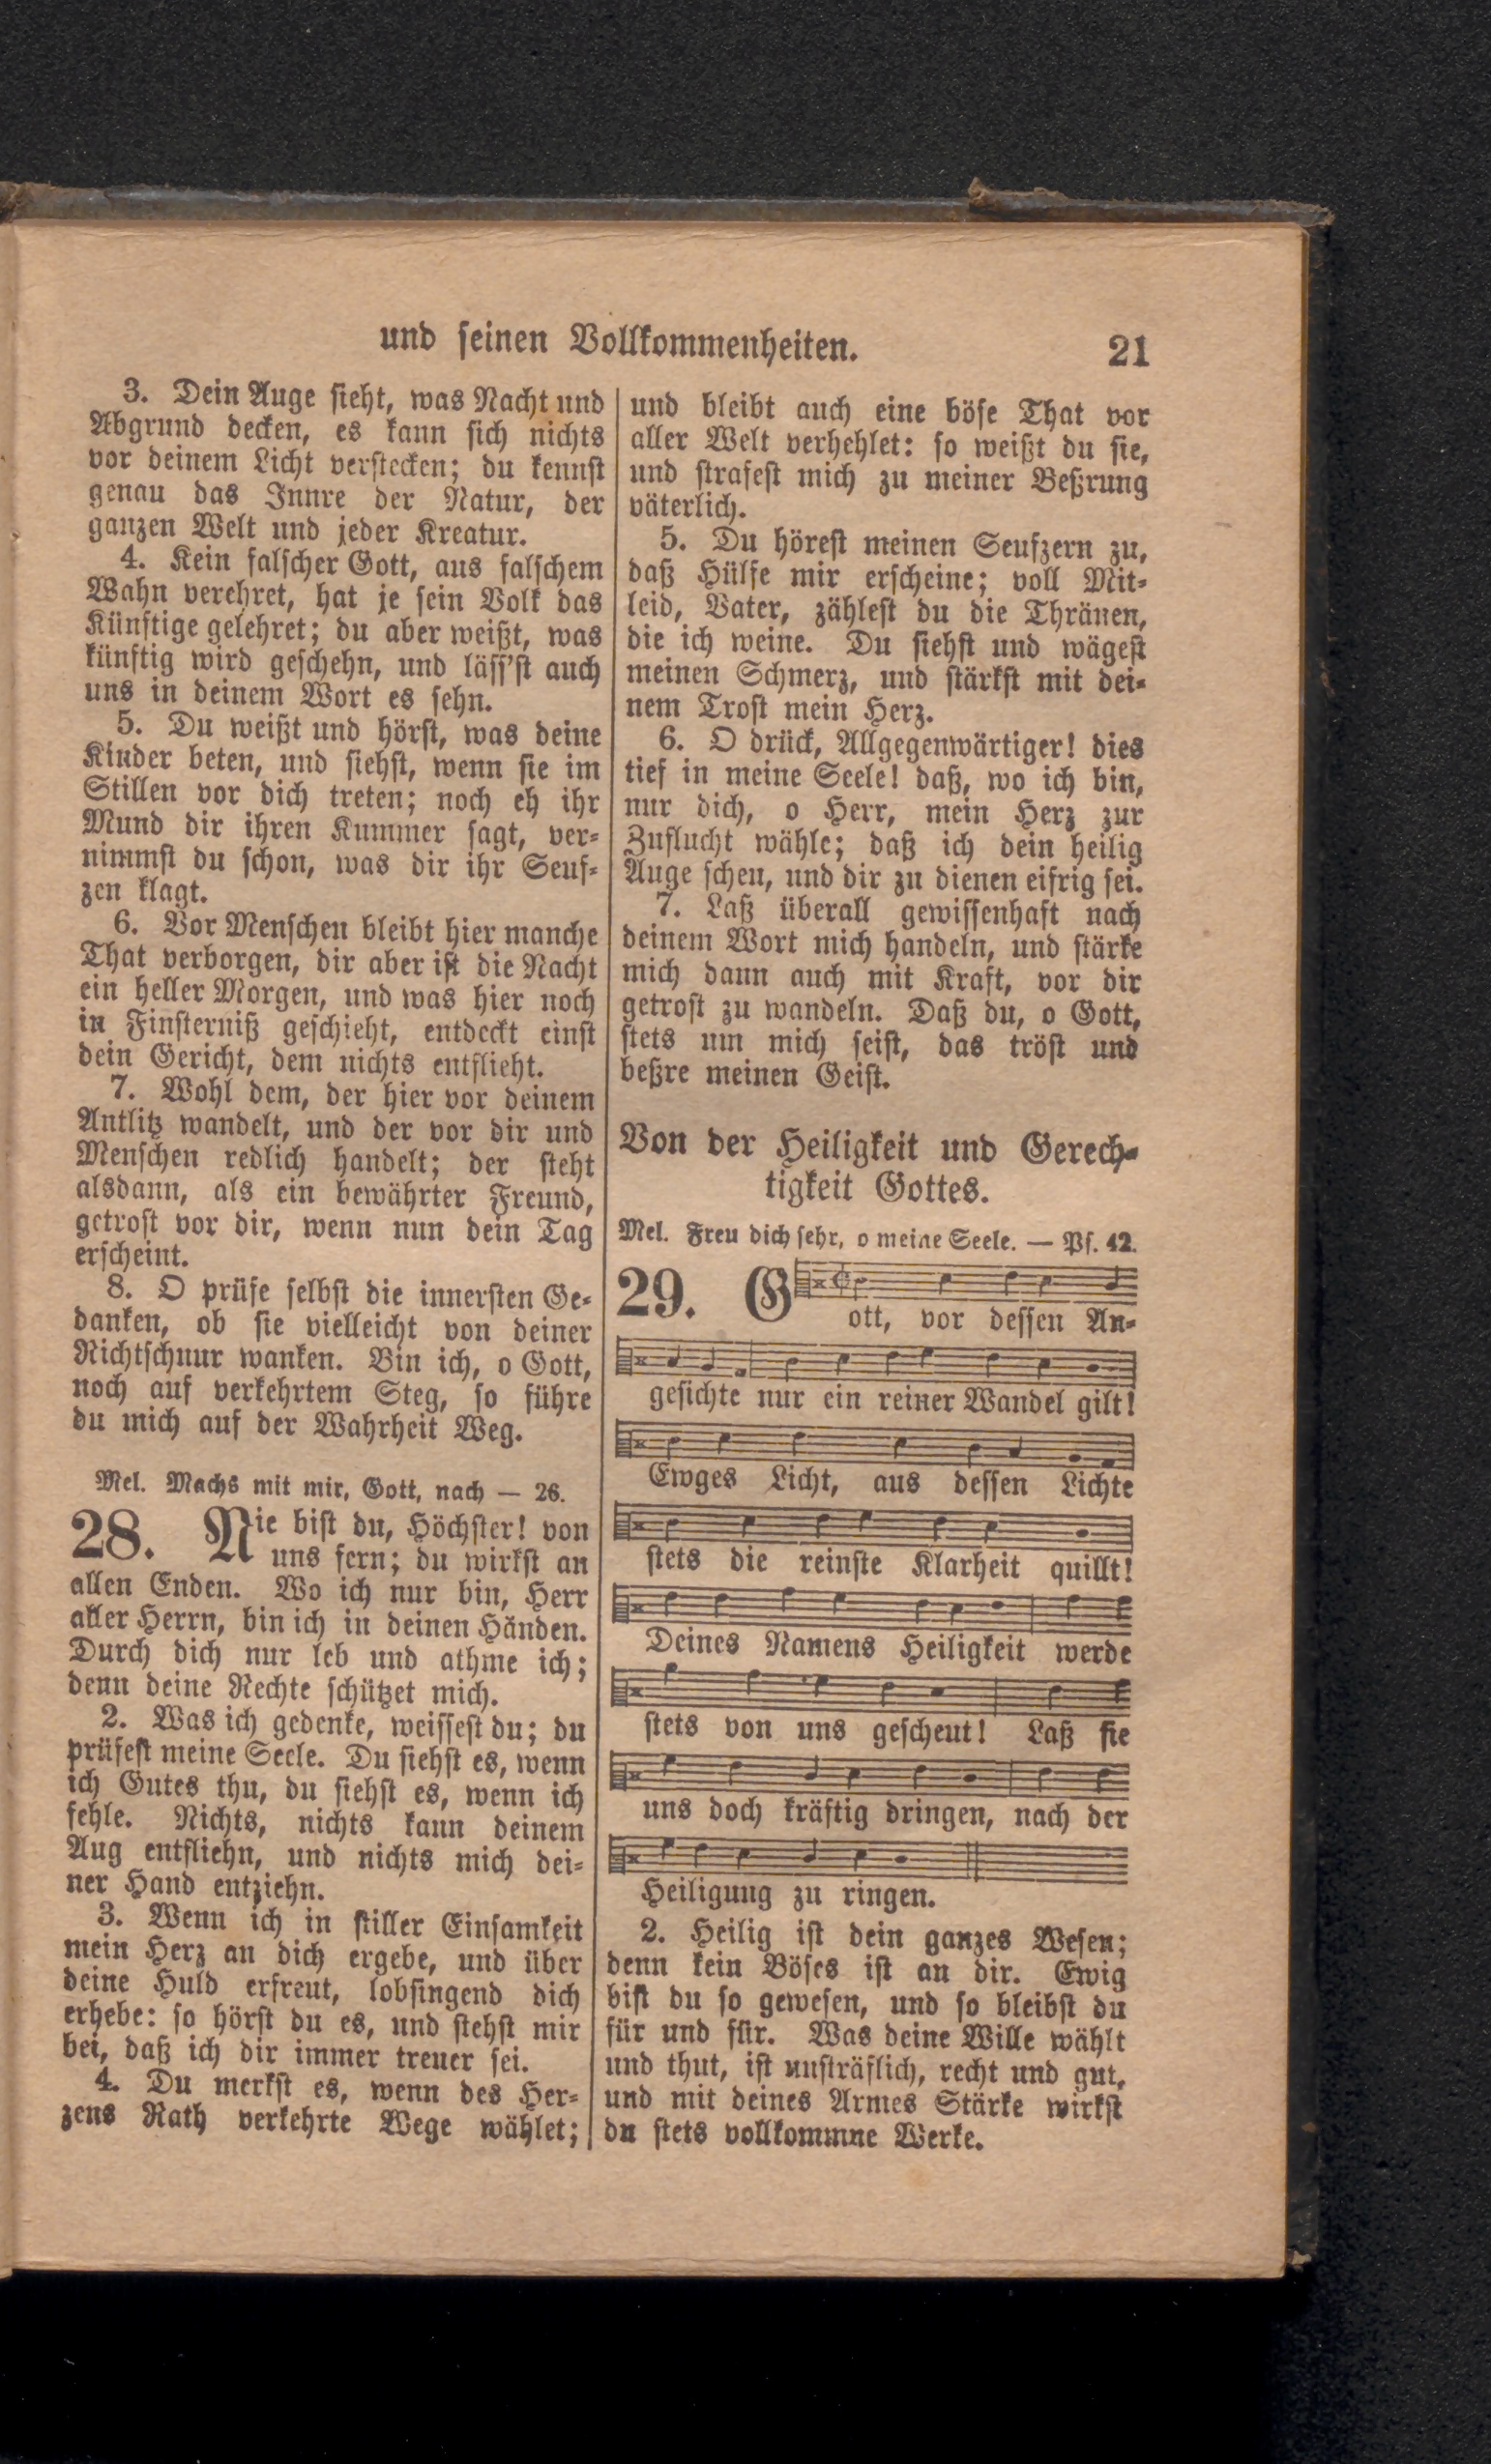 und seinen Vollkommenheiten.
21
3. Dein Auge sieht, was Nacht und
Abgrund decken, es kann sich nichts
vor deinem Licht verstecken; du kennst
genau das Innre der Natur, der
ganzen Welt und jeder Kreatur.
4. Kein falscher Gott, aus falschem
Wahn verehret, hat je sein Volk das
Künftige gelehret; du aber weißt, was
künftig wird geschehn, und läss'st auch
uns in deinem Wort es sehn.
5. Du weißt und hörst, was deine
Kinder beten, und siehst, wenn sie im
Stillen vor dich treten; noch eh ihr
Mund dir ihren Kummer sagt, ver-
nimmst du schon, was dir ihr Seuf-
zen klagt.
6. Vor Menschen bleibt hier manche
That verborgen, dir aber ist die Nacht
ein heller Morgen, und was hier noch
in Finsterniß geschieht, entdeckt einst
dein Gericht, dem nichts entflieht.
7. Wohl dem, der hier vor deinem
Antlitz wandelt, und der vor dir und
Menschen redlich handelt; der steht
alsdann, als ein bewährter Freund,
getrost vor dir, wenn nun dein Tag
erscheint.
8. O prüfe selbst die innersten Ge-
danken, ob sie vielleicht von deiner
Richtschnur wanken. Bin ich, o Gott,
noch auf verkehrtem Steg, so führe
du mich auf der Wahrheit Weg.
Mel. Machs mit mir, Gott, nach — 26.
28. Nie bist du, Höchster! von
uns fern; du wirkst an
allen Enden. Wo ich nur bin, Herr
aller Herrn, bin ich in deinen Händen.
Durch dich nur leb und athme ich;
denn deine Rechte schützet mich.
2. Was ich gedenke, weissest du; du
prüfest meine Seele. Du siehst es, wenn
ich Gutes thu, du siehst es, wenn ich
fehle. Nichts, nichts kann deinem
Aug entfliehn, und nichts mich dei-
ner Hand entziehn.
3. Wenn ich in stiller Einsamkeit
mein Herz an dich ergebe, und über
deine Huld erfreut, lobsingend dich
erhebe: so hörst du es, und stehst mir
bei, daß ich dir immer treuer sei.
4. Du merkst es, wenn des Her-
zens Rath verkehrte Wege wählet;
und bleibt auch eine böse That vor
aller Welt verhehlet: so weißt du sie,
und strafest mich zu meiner Beßrung
väterlich.
5. Du hörest meinen Seufzern zu,
daß Hülfe mir erscheine; voll Mit-
leid, Vater, zählest du die Thränen,
die ich weine. Du siehst und wägest
meinen Schmerz, und stärkst mit dei-
nem Trost mein Herz.
6. O drück, Allgegenwärtiger! dies
tief in meine Seele! daß, wo ich bin,
nur dich, o Herr, mein Herz zur
Zuflucht wähle; daß ich dein heilig
Auge scheu, und dir zu dienen eifrig sei.
7. Laß überall gewissenhaft nach
deinem Wort mich handeln, und stärke
mich dann auch mit Kraft, vor dir
getrost zu wandeln. Daß du, o Gott,
stets um mich seist, das tröst und
beßre meinen Geist.
Von der Heiligkeit und Gerech-
tigkeit Gottes.
Mel. Freu dich sehr, o meine Seele. — Ps. 42.
29. Gott, vor dessen An-
gesichte nur ein reiner Wandel gilt!
Ewges Licht, aus dessen Lichte
stets die reinste Klarheit quillt!
Deines Namens Heiligkeit werde
stets von uns gescheut! Laß sie
uns doch kräftig dringen, nach der
Heiligung zu ringen.
2. Heilig ist dein ganzes Wesen;
denn kein Böses ist an dir. Ewig
bist du so gewesen, und so bleibst du
für und für. Was deine Wille wählt
und thut, ist unsträflich, recht und gut,
und mit deines Armes Stärke wirkst
du stets vollkommne Werke.